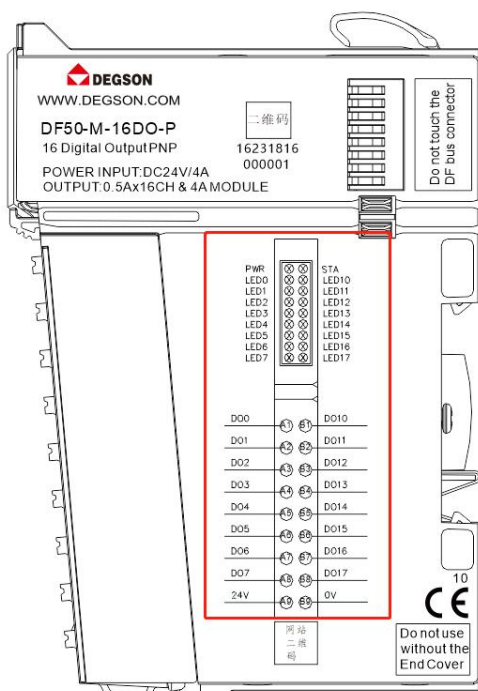 DEGSON
WWW.DEGSON.COM
DF50-M-16DO-P
16 Digital OutputPNP
二维码
16231816
000001
POWER INPUT:DC24V/4A
OUTPUT:0.5Ax16CH & 4A MODULE
Do not touch the
DF bus connector
PWR STA
LED0 LED10
LED1 LED11
LED2 LED12
LED3 LED13
LED4 LED14
LED5 LED15
LED6 LED16
LED7 LED17
DO0 A1 B1 DO10
DO1 A2 B2 DO11
DO2 A3 B3 DO12
DO3 A4 B4 DO13
DO4 A5 B5 DO14
DO5 A6 B6 DO15
DO6 A7 B7 DO16
DO7 A8 B8 DO17
24V A9 B9 0V
网站
二维
码
10
CE
Do not use
without the
End Cover